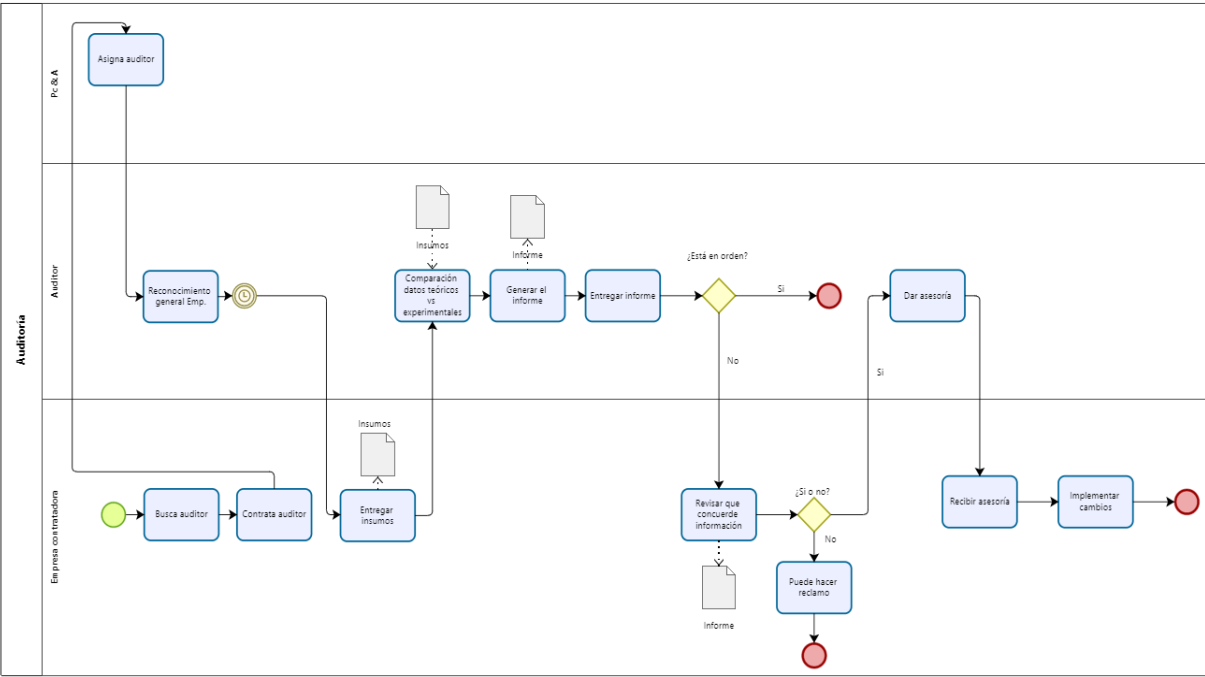 Auditoría
Pc & A
Asigna auditor
Auditor
Reconocimiento
general Emp.
Insumos
Comparación
datos teóricos
vs
experimentales
Informe
Generar el
informe
Entregar informe
¿Está en orden?
Si
No
Dar asesoría
Si
Empresa contratadora
Busca auditor
Contrata auditor
Insumos
Entregar
insumos
Revisar que
concuerde
información
Informe
¿Si o no?
No
Puede hacer
reclamo
Recibir asesoría
Implementar
cambios